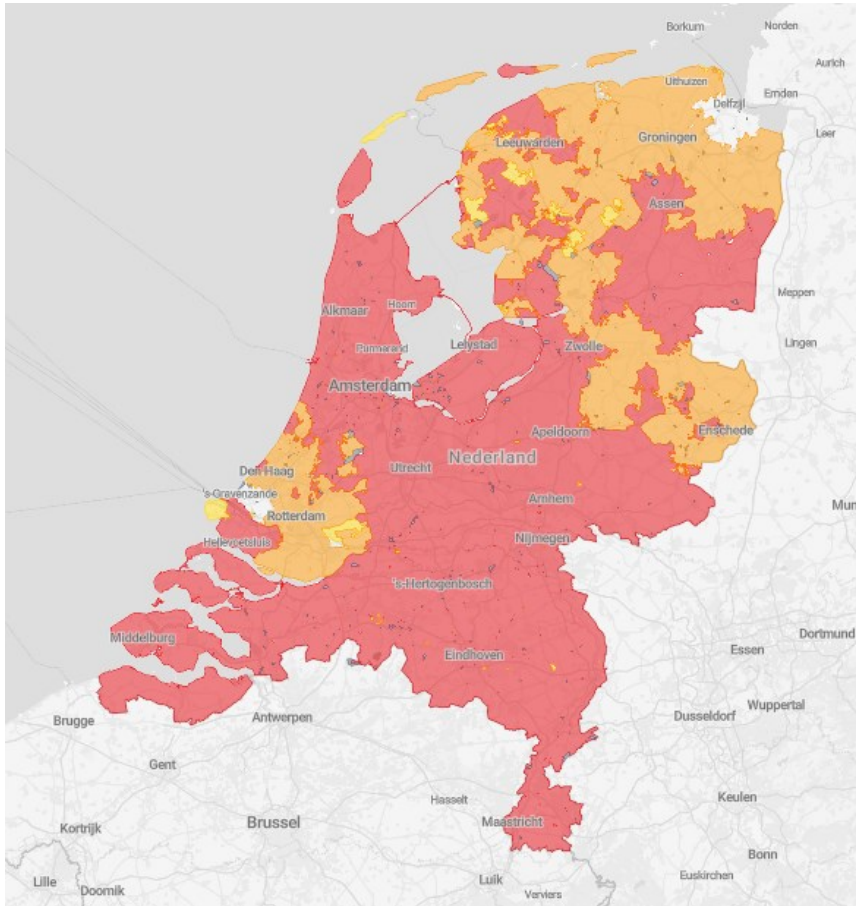 Borkum
Norden
Aurich
Uithuizen
Delfzijl
Emden
Leeuwarden
Groningen
Leer
Assen
Meppen
Alkmaar
Hoorn
Purmerend
Lelystad
Zwolle
Lingen
Amsterdam
Apeldoorn
Enschede
Den Haag
Utrecht
Nederland
's-Gravenzande
Rotterdam
Arnhem
Mun
Hellevoetsluis
Nijmegen
's-Hertogenbosch
Middelburg
Eindhoven
Dortmund
Essen
Brugge
Antwerpen
Dusseldorf
Wuppertal
Gent
Hasselt
Keulen
Brussel
Maastricht
Kortrijk
Bonn
Lille
Doornik
Luik
Verviers
Euskirchen